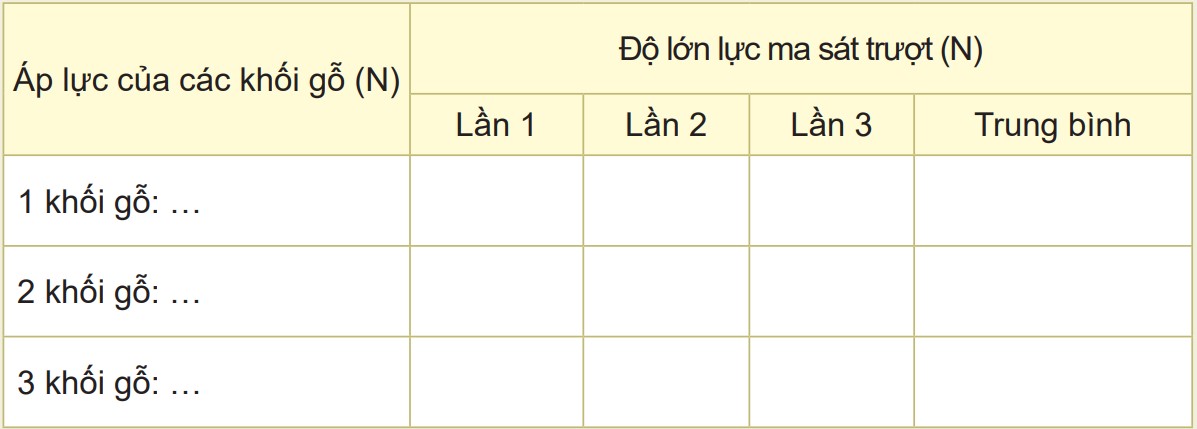 Áp lực của các khối gỗ (N)
Độ lớn lực ma sát trượt (N)
Lần 1
Lần 2
Lần 3
Trung bình
1 khối gỗ: …
2 khối gỗ: …
3 khối gỗ: …